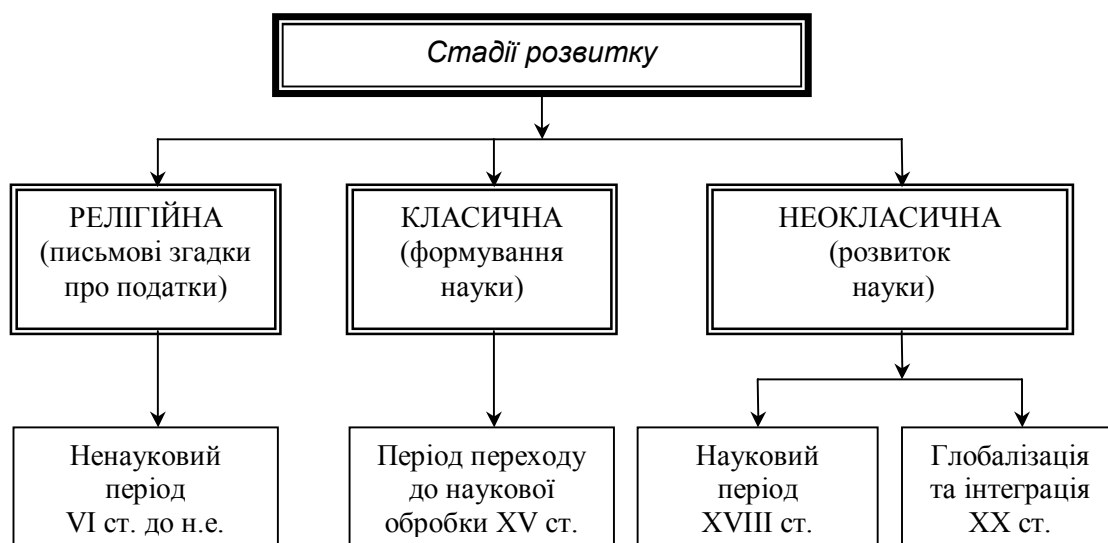 Стадії розвитку
РЕЛІГІЙНА
(письмові згадки
про податки)
КЛАСИЧНА
(формування
науки)
НЕОКЛАСИЧНА
(розвиток
науки)
Ненауковий
період
VI ст. до н.е.
Період переходу
до наукової
обробки XV ст.
Науковий
період
XVIII ст.
Глобалізація
та інтеграція
XX ст.